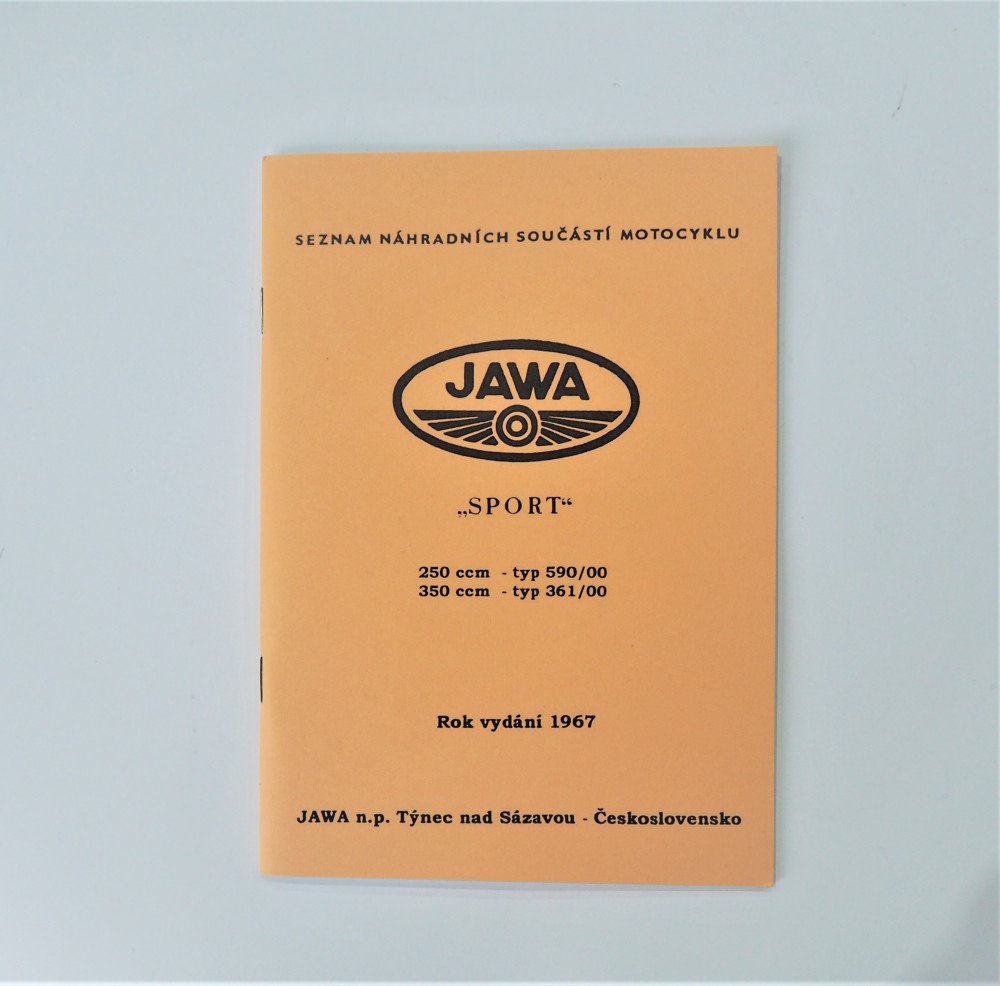 SEZNAM NÁHRADNÍCH SOUČÁSTÍ MOTOCYKLU
JAWA
„SPORT“
250 ccm - typ 590/00
350 ccm - typ 361/00
Rok vydání 1967
JAWA n.p. Týnec nad Sázavou - Československo